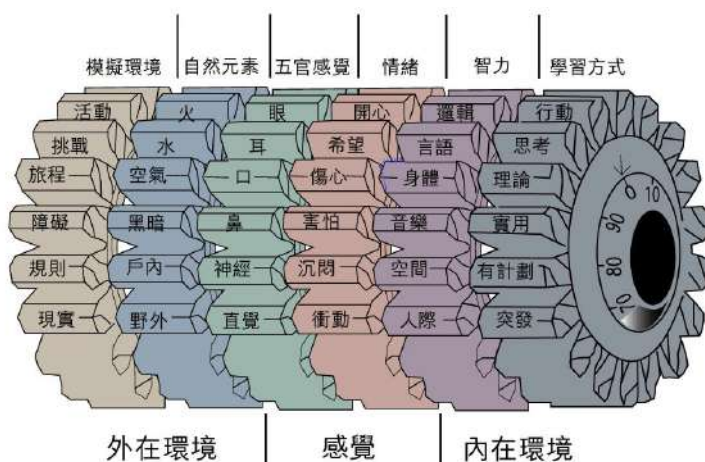 模擬環境 自然元素 五官感覺 情緒 智力 學習方式
活動 火 眼 開心 邏輯 行動
挑戰 水 耳 希望 言語 思考
旅程 空氣 口 傷心 身體 理論
障礙 黑暗 鼻 害怕 音樂 實用
規則 戶內 神經 沉悶 空間 有計劃
現實 野外 直覺 衝動 人際 突發
0 10
90
80
70
外在環境 感覺 內在環境